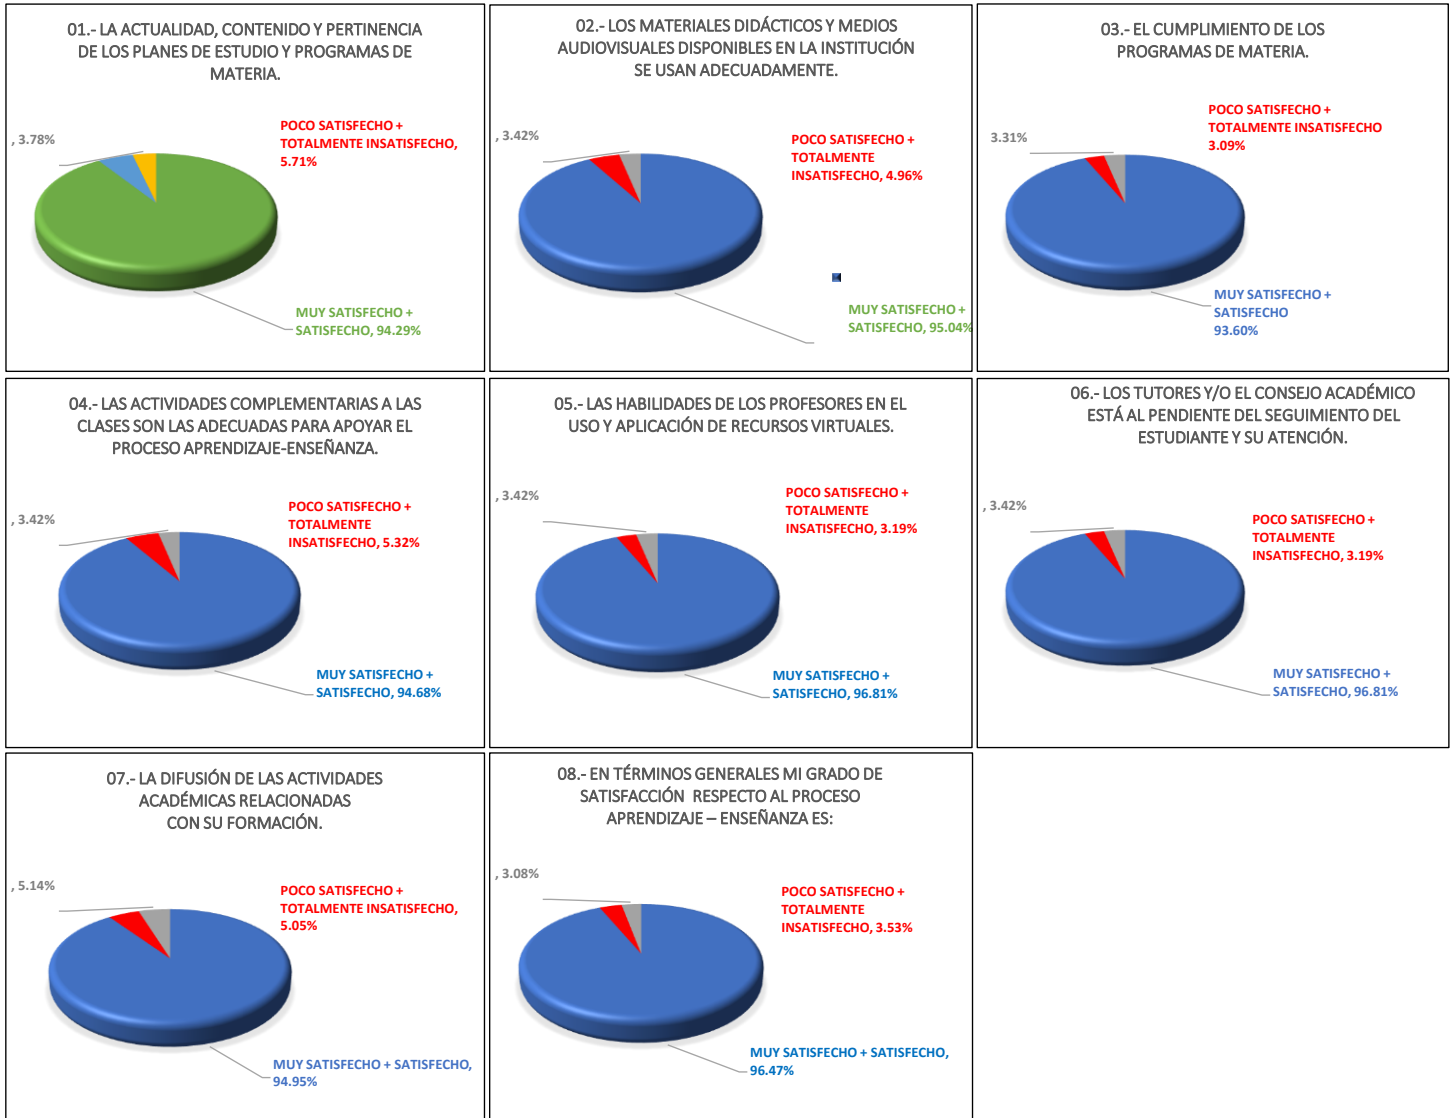 01.- LA ACTUALIDAD, CONTENIDO Y PERTINENCIA
DE LOS PLANES DE ESTUDIO Y PROGRAMAS DE
MATERIA.
, 3.78%
POCO SATISFECHO +
TOTALMENTE INSATISFECHO,
5.71%
MUY SATISFECHO +
SATISFECHO, 94.29%
02.- LOS MATERIALES DIDÁCTICOS Y MEDIOS
AUDIOVISUALES DISPONIBLES EN LA INSTITUCIÓN
SE USAN ADECUADAMENTE.
, 3.42%
POCO SATISFECHO +
TOTALMENTE
INSATISFECHO, 4.96%
MUY SATISFECHO +
SATISFECHO, 95.04%
03.- EL CUMPLIMIENTO DE LOS
PROGRAMAS DE MATERIA.
3.31%
POCO SATISFECHO +
TOTALMENTE INSATISFECHO
3.09%
MUY SATISFECHO +
SATISFECHO
93.60%
04.- LAS ACTIVIDADES COMPLEMENTARIAS A LAS
CLASES SON LAS ADECUADAS PARA APOYAR EL
PROCESO APRENDIZAJE-ENSEÑANZA.
, 3.42%
POCO SATISFECHO +
TOTALMENTE
INSATISFECHO, 5.32%
MUY SATISFECHO +
SATISFECHO, 94.68%
05.- LAS HABILIDADES DE LOS PROFESORES EN EL
USO Y APLICACIÓN DE RECURSOS VIRTUALES.
, 3.42%
POCO SATISFECHO +
TOTALMENTE
INSATISFECHO, 3.19%
MUY SATISFECHO +
SATISFECHO, 96.81%
06.- LOS TUTORES Y/O EL CONSEJO ACADÉMICO
ESTÁ AL PENDIENTE DEL SEGUIMIENTO DEL
ESTUDIANTE Y SU ATENCIÓN.
, 3.42%
POCO SATISFECHO +
TOTALMENTE
INSATISFECHO, 3.19%
MUY SATISFECHO +
SATISFECHO, 96.81%
07.- LA DIFUSIÓN DE LAS ACTIVIDADES
ACADÉMICAS RELACIONADAS
CON SU FORMACIÓN.
, 5.14%
POCO SATISFECHO +
TOTALMENTE INSATISFECHO,
5.05%
MUY SATISFECHO + SATISFECHO,
94.95%
08.- EN TÉRMINOS GENERALES MI GRADO DE
SATISFACCIÓN  RESPECTO AL PROCESO
APRENDIZAJE – ENSEÑANZA ES:
, 3.08%
POCO SATISFECHO +
TOTALMENTE
INSATISFECHO, 3.53%
MUY SATISFECHO + SATISFECHO,
96.47%